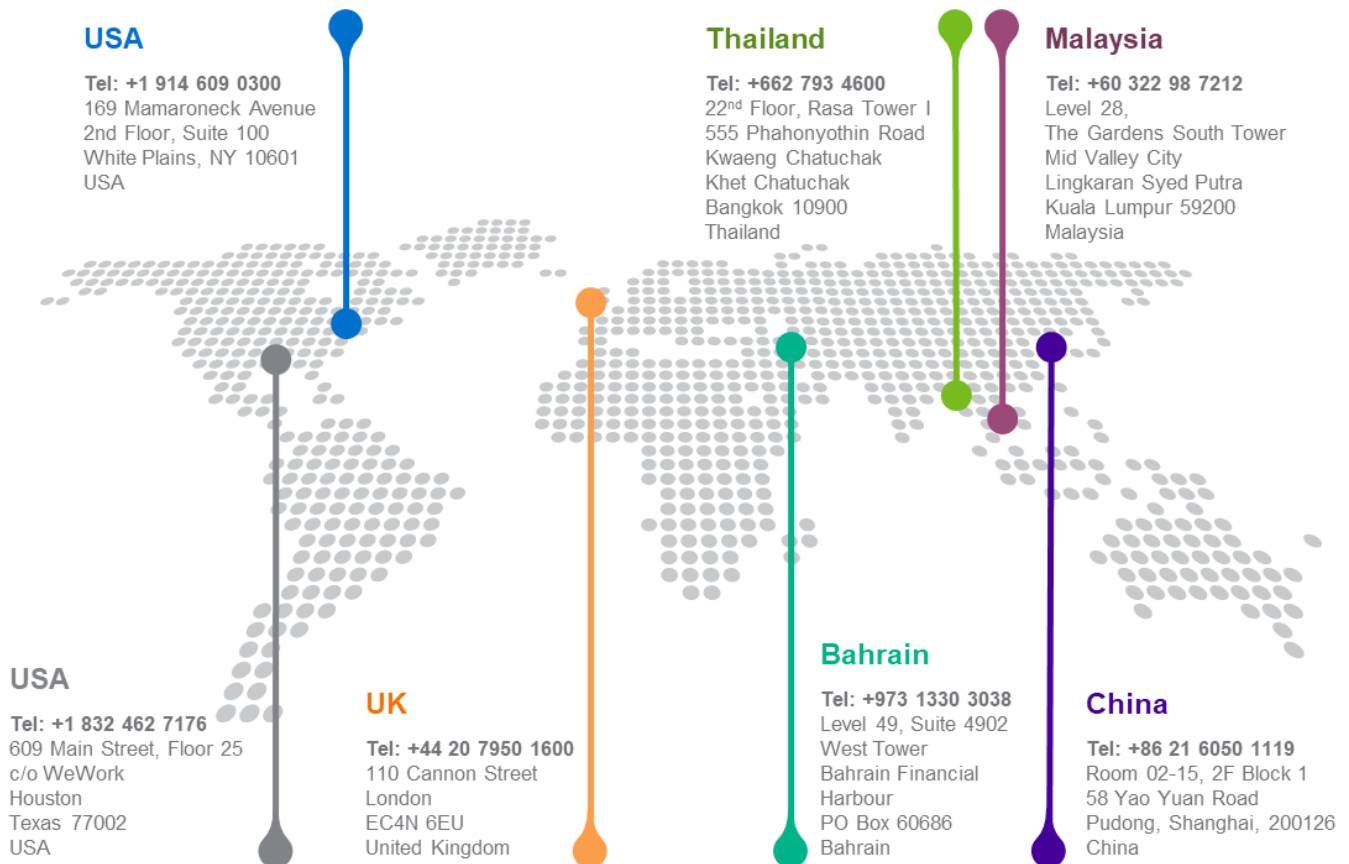 USA
Tel: +1 914 609 0300
169 Mamaroneck Avenue
2nd Floor, Suite 100
White Plains, NY 10601
USA
Thailand
Tel: +662 793 4600
22nd Floor, Rasa Tower I
555 Phahonyothin Road
Kwaeng Chatuchak
Khet Chatuchak
Bangkok 10900
Thailand
Malaysia
Tel: +60 322 98 7212
Level 28,
The Gardens South Tower
Mid Valley City
Lingkaran Syed Putra
Kuala Lumpur 59200
Malaysia
USA
Tel: +1 832 462 7176
609 Main Street, Floor 25
c/o WeWork
Houston
Texas 77002
USA
UK
Tel: +44 20 7950 1600
110 Cannon Street
London
EC4N 6EU
United Kingdom
Bahrain
Tel: +973 1330 3038
Level 49, Suite 4902
West Tower
Bahrain Financial
Harbour
PO Box 60686
Bahrain
China
Tel: +86 21 6050 1119
Room 02-15, 2F Block 1
58 Yao Yuan Road
Pudong, Shanghai, 200126
China